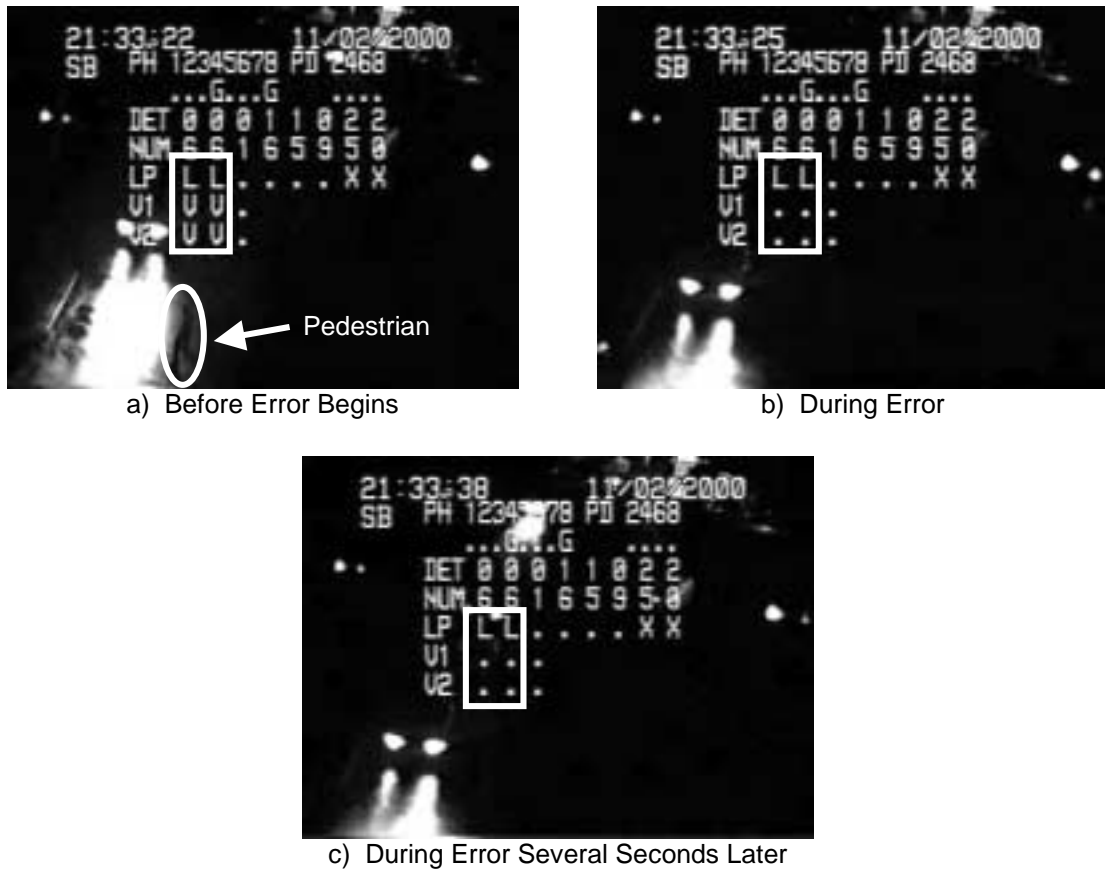 21:33:22 11/02/2000
SB PH 12345678 PD 2468
...G...G ....
DET 0 0 0 1 1 0 2 2
NUM 6 6 1 6 5 9 5 0
LP L L . . . . X X
V1 V V .
V2 V V .
Pedestrian
a) Before Error Begins
21:33:25 11/02/2000
SB PH 12345678 PD 2468
...G...G ....
DET 0 0 0 1 1 0 2 2
NUM 6 6 1 6 5 9 5 0
LP L L . . . . X X
V1 . . .
V2 . . .
b) During Error
21:33:38 11/02/2000
SB PH 12345678 PD 2468
...G...G ....
DET 0 0 0 1 1 0 2 2
NUM 6 6 1 6 5 9 5 0
LP L L . . . . X X
V1 . . .
V2 . . .
c) During Error Several Seconds Later